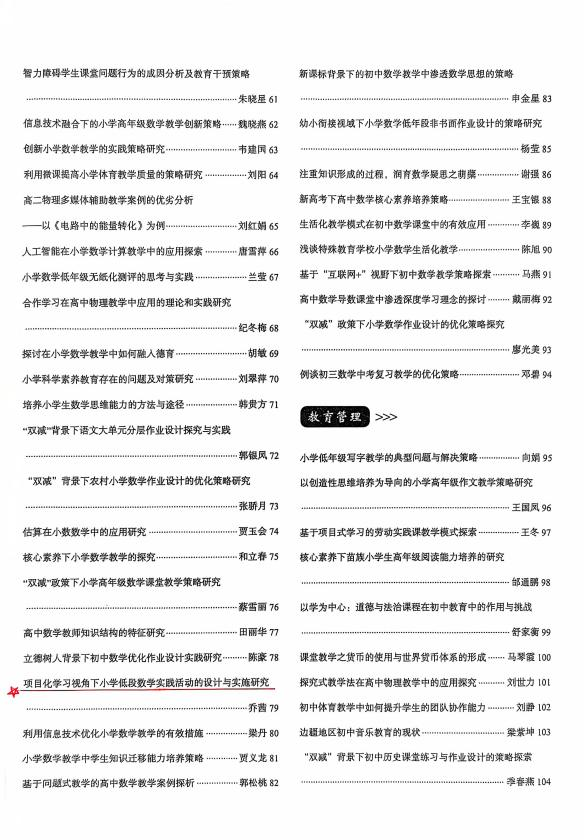 智力障碍学生课堂问题行为的成因分析及教育干预策略
朱晓星 61
信息技术融合下的小学高年级数学教学创新策略 魏晓燕 62
创新小学数学教学的实践策略研究 韦建国 63
利用微课提高小学体育教学质量的策略研究 刘阳 64
高二物理多媒体辅助教学案例的优劣分析
——以《电路中的能量转化》为例 刘红娟 65
人工智能在小学数学计算教学中的应用探索 唐雪萍 66
小学数学低年级无纸化测评的思考与实践 兰莹 67
合作学习在高中物理教学中应用的理论和实践研究
纪冬梅 68
探讨在小学数学教学中如何融入德育 胡敏 69
小学科学素养教育存在的问题及对策研究 刘翠萍 70
培养小学生数学思维能力的方法与途径 韩贵方 71
“双减”背景下语文大单元分层作业设计探究与实践
郭银凤 72
“双减”背景下农村小学数学作业设计的优化策略研究
张骄月 73
估算在小数数学中的应用研究 贾玉会 74
核心素养下小学数学教学的探究 和立春 75
“双减”政策下小学高年级数学课堂教学策略研究
蔡雪丽 76
高中数学教师知识结构的特征研究 田丽华 77
立德树人背景下初中数学优化作业设计实践研究 陈豪 78
项目化学习视角下小学低段数学实践活动的设计与实施研究
乔茜 79
利用信息技术优化小学数学教学的有效措施 梁丹 80
小学数学教学中学生知识迁移能力培养策略 贾义龙 81
基于问题式教学的高中数学教学案例探析 郭松桃 82
新课标背景下的初中数学教学中渗透数学思想的策略
申金星 83
幼小衔接视域下小学数学低年段非书面作业设计的策略研究
杨莹 85
注重知识形成的过程，润育数学疑思之萌蘖 谢强 86
新高考下高中数学核心素养培养策略 王宝银 88
生活化教学模式在初中数学课堂中的有效应用 李巍 89
浅谈特殊教育学校小学数学生活化教学 陈旭 90
基于“互联网+”视野下初中数学教学策略探索 马燕 91
高中数学导数课堂中渗透深度学习理念的探讨 戴丽梅 92
“双减”政策下小学数学作业设计的优化策略探究
廖光美 93
例谈初三数学中考复习教学的优化策略 邓碧 94
教育管理 >>>
小学低年级写字教学的典型问题与解决策略 向娟 95
以创造性思维培养为导向的小学高年级作文教学策略研究
王国凤 96
基于项目式学习的劳动实践课教学模式探索 王冬 97
核心素养下苗族小学生高年级阅读能力培养的研究
邰通鹏 98
以学为中心：道德与法治课程在初中教育中的作用与挑战
舒家衡 99
课堂教学之货币的使用与世界货币体系的形成 马琴霞 100
探究式教学法在高中物理教学中的应用探究 刘世力 101
初中体育教学中如何提升学生的团队协作能力 刘静 102
边疆地区初中音乐教育的现状 梁紫坤 103
“双减”背景下初中历史课堂练习与作业设计的策略探索
季春燕 104